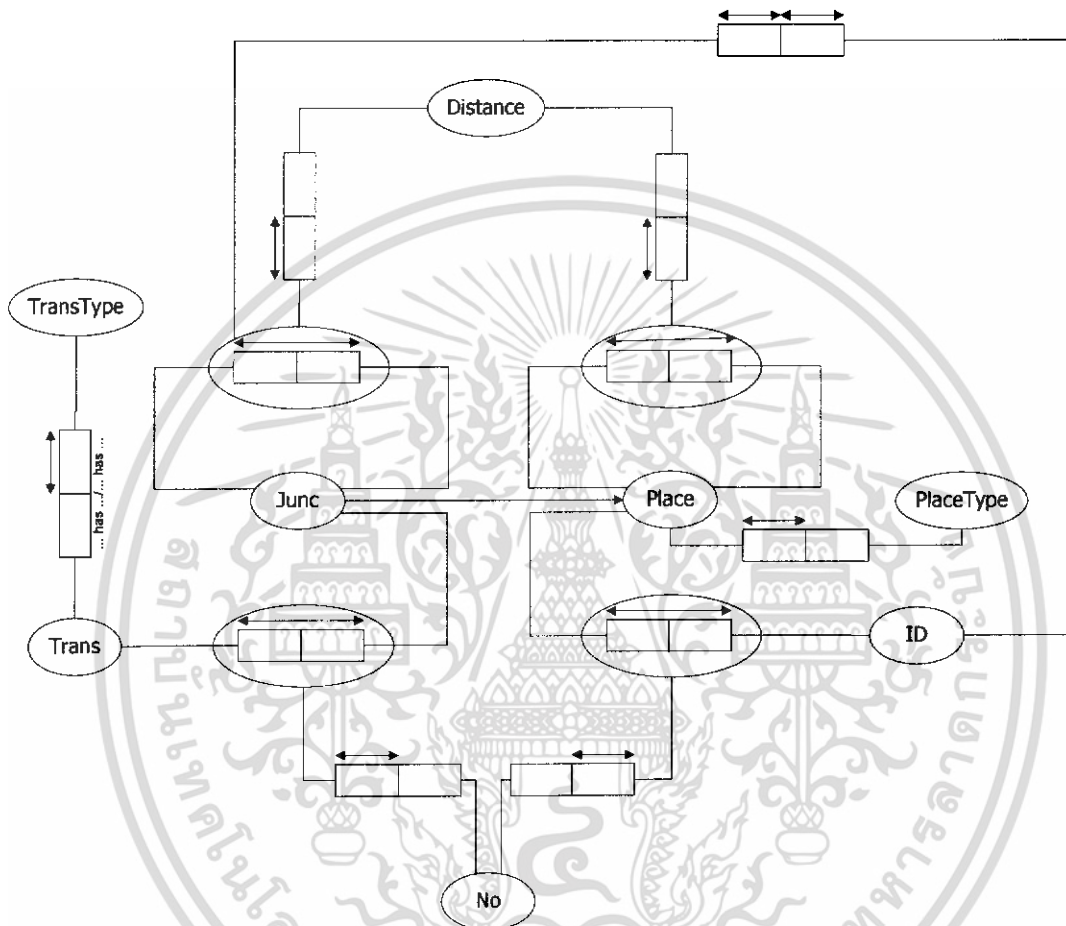 Distance
TransType
... has ... / ... has ...
Junc
Place
PlaceType
Trans
ID
No